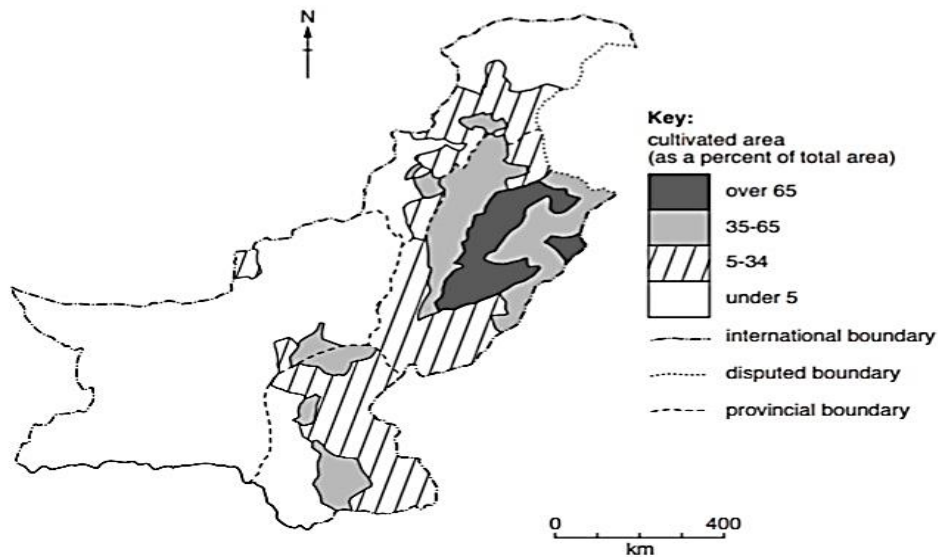 N
Key:
cultivated area
(as a percent of total area)
over 65
35-65
5-34
under 5
international boundary
disputed boundary
provincial boundary
0 400
km